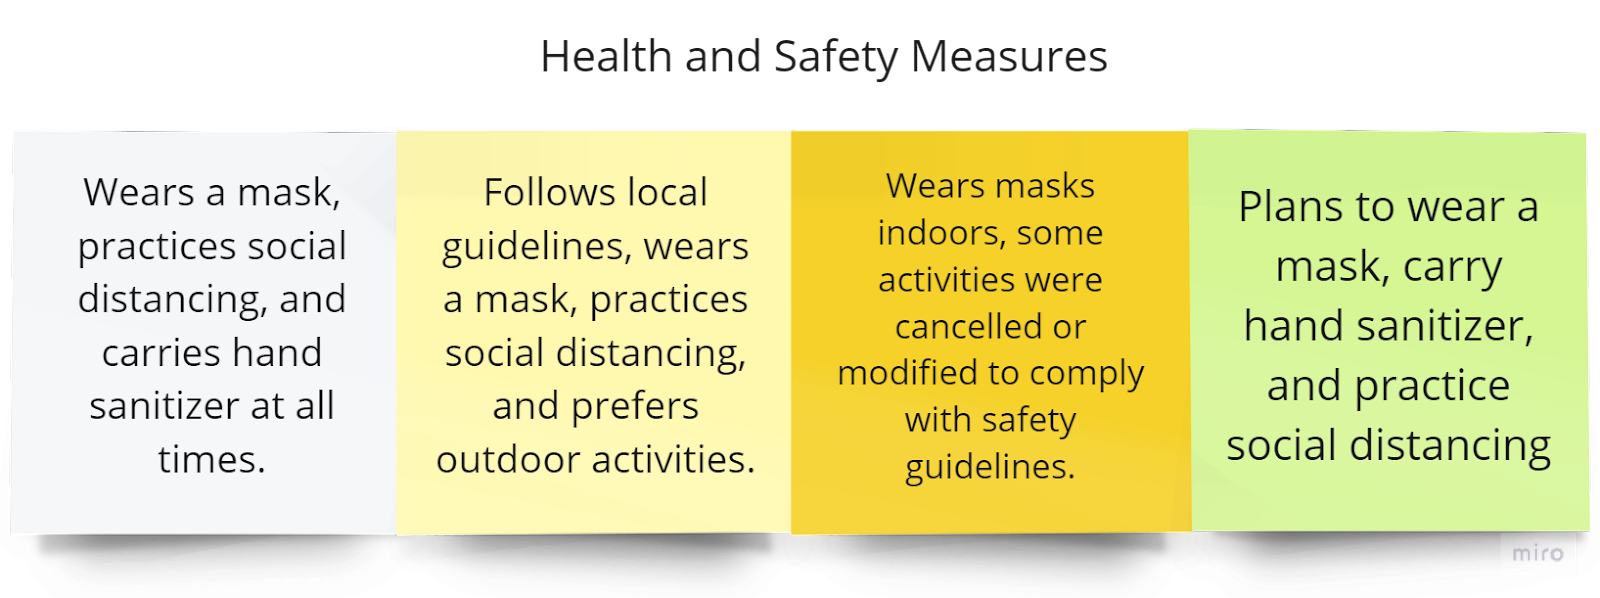 Health and Safety Measures
Wears a mask,
practices social
distancing, and
carries hand
sanitizer at all
times.
Follows local
guidelines, wears
a mask, practices
social distancing,
and prefers
outdoor activities.
Wears masks
indoors, some
activities were
cancelled or
modified to comply
with safety
guidelines.
Plans to wear a
mask, carry
hand sanitizer,
and practice
social distancing
miro